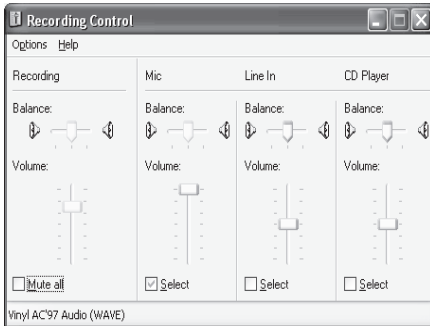 Recording Control
Options Help
Recording Mic Line In CD Player
Balance: Balance: Balance: Balance:
Volume: Volume: Volume: Volume:
Mute all Select Select Select
Vinyl AC'97 Audio (WAVE)